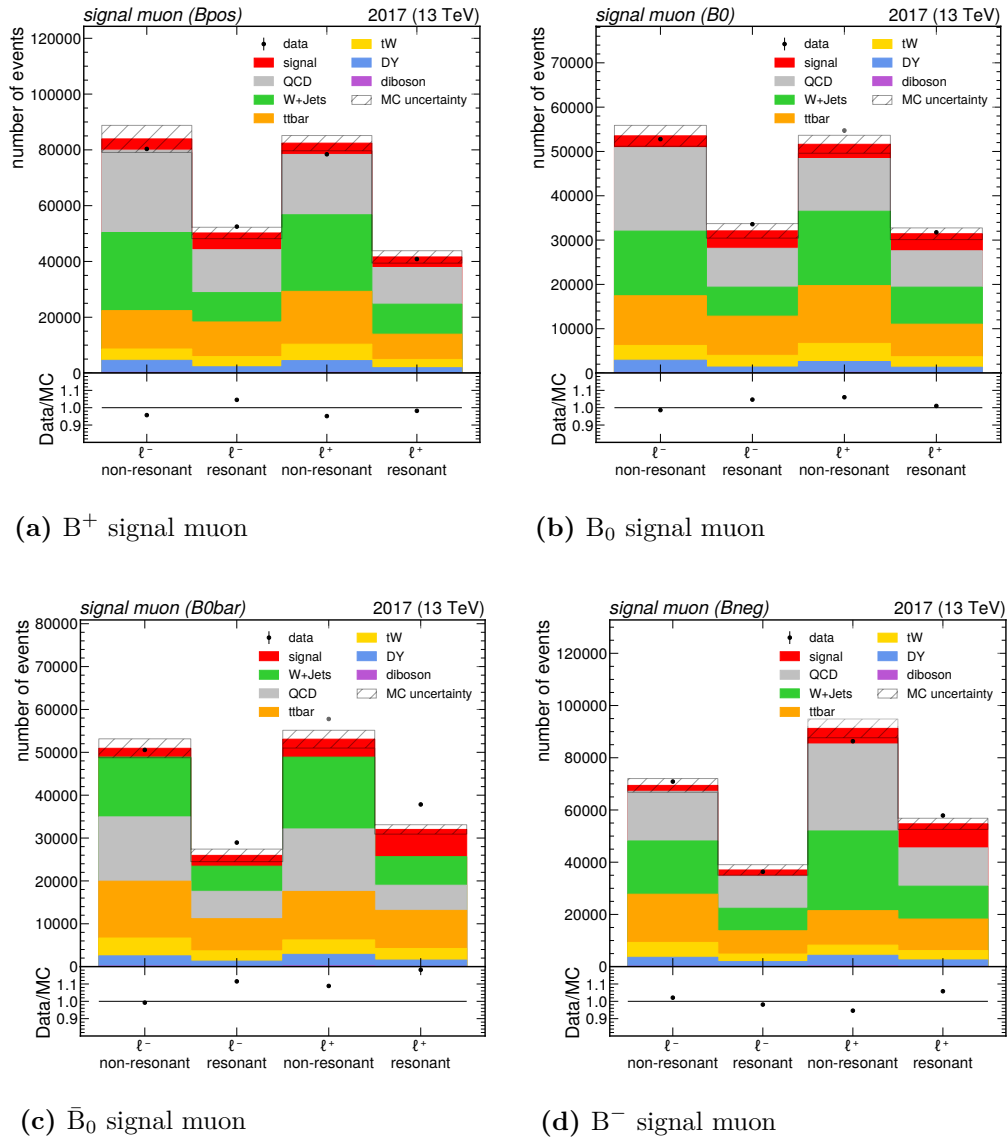 signal muon (Bpos) 2017 (13 TeV)
number of events
120000
100000
80000
60000
40000
20000
0
data
signal
QCD
W+Jets
ttbar
tW
DY
diboson
MC uncertainty
Data/MC
1.1
1.0
0.9
ℓ⁻ ℓ⁻ ℓ⁺ ℓ⁺
non-resonant resonant non-resonant resonant
(a) B⁺ signal muon
signal muon (B0) 2017 (13 TeV)
number of events
70000
60000
50000
40000
30000
20000
10000
0
data
signal
QCD
W+Jets
ttbar
tW
DY
diboson
MC uncertainty
Data/MC
1.1
1.0
0.9
ℓ⁻ ℓ⁻ ℓ⁺ ℓ⁺
non-resonant resonant non-resonant resonant
(b) B₀ signal muon
signal muon (B0bar) 2017 (13 TeV)
number of events
80000
70000
60000
50000
40000
30000
20000
10000
0
data
signal
W+Jets
QCD
ttbar
tW
DY
diboson
MC uncertainty
Data/MC
1.1
1.0
0.9
ℓ⁻ ℓ⁻ ℓ⁺ ℓ⁺
non-resonant resonant non-resonant resonant
(c) B̄₀ signal muon
signal muon (Bneg) 2017 (13 TeV)
number of events
120000
100000
80000
60000
40000
20000
0
data
signal
QCD
W+Jets
ttbar
tW
DY
diboson
MC uncertainty
Data/MC
1.1
1.0
0.9
ℓ⁻ ℓ⁻ ℓ⁺ ℓ⁺
non-resonant resonant non-resonant resonant
(d) B⁻ signal muon